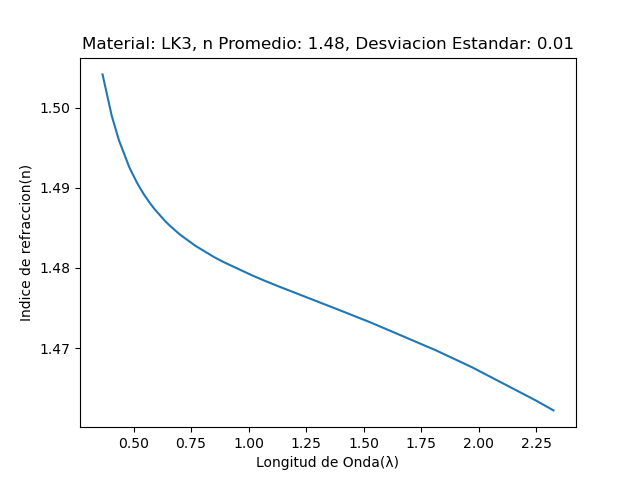 Material: LK3, n Promedio: 1.48, Desviacion Estandar: 0.01
Indice de refraccion(n)
1.50
1.49
1.48
1.47
0.50 0.75 1.00 1.25 1.50 1.75 2.00 2.25
Longitud de Onda(λ)